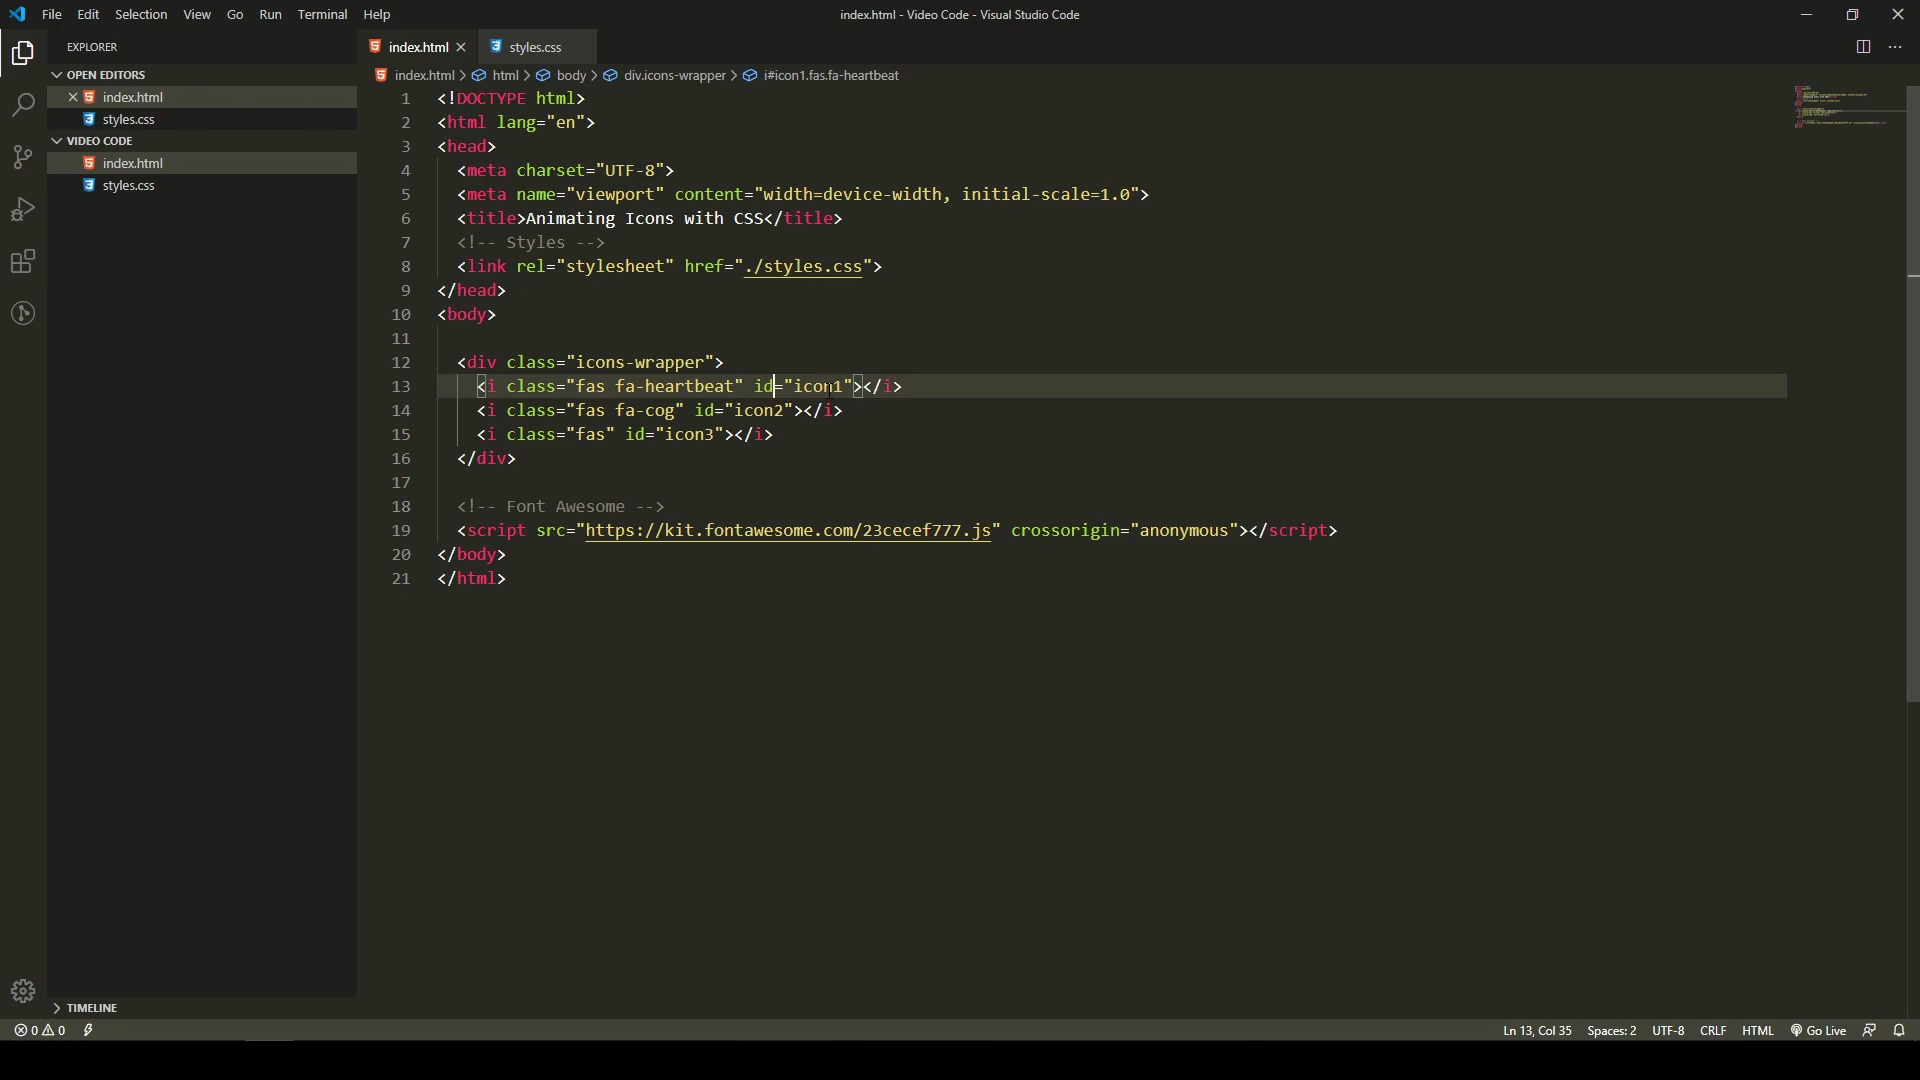 File Edit Selection View Go Run Terminal Help
index.html - Video Code - Visual Studio Code
EXPLORER
OPEN EDITORS
index.html
styles.css
VIDEO CODE
index.html
styles.css
TIMELINE
index.html
styles.css
index.html > html > body > div.icons-wrapper > i#icon1.fas.fa-heartbeat
1 <!DOCTYPE html>
2 <html lang="en">
3 <head>
4 <meta charset="UTF-8">
5 <meta name="viewport" content="width=device-width, initial-scale=1.0">
6 <title>Animating Icons with CSS</title>
7 <!-- Styles -->
8 <link rel="stylesheet" href="./styles.css">
9 </head>
10 <body>
11
12 <div class="icons-wrapper">
13 <i class="fas fa-heartbeat" id="icon1"></i>
14 <i class="fas fa-cog" id="icon2"></i>
15 <i class="fas" id="icon3"></i>
16 </div>
17
18 <!-- Font Awesome -->
19 <script src="https://kit.fontawesome.com/23cecef777.js" crossorigin="anonymous"></script>
20 </body>
21 </html>
0 0
Ln 13, Col 35 Spaces: 2 UTF-8 CRLF HTML Go Live